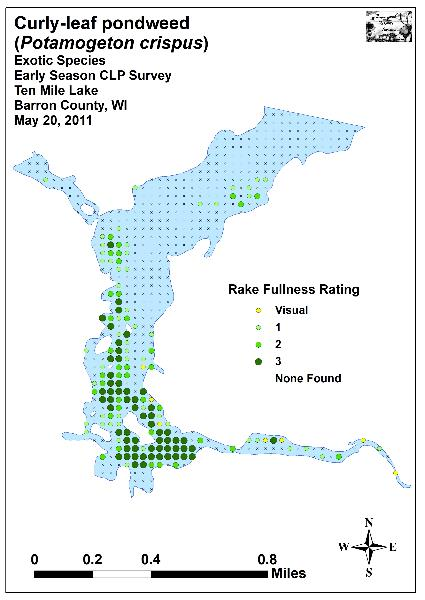 Curly-leaf pondweed
(Potamogeton crispus)
Exotic Species
Early Season CLP Survey
Ten Mile Lake
Barron County, WI
May 20, 2011
Rake Fullness Rating
Visual
1
2
3
None Found
N
W E
S
0 0.2 0.4 0.8
Miles